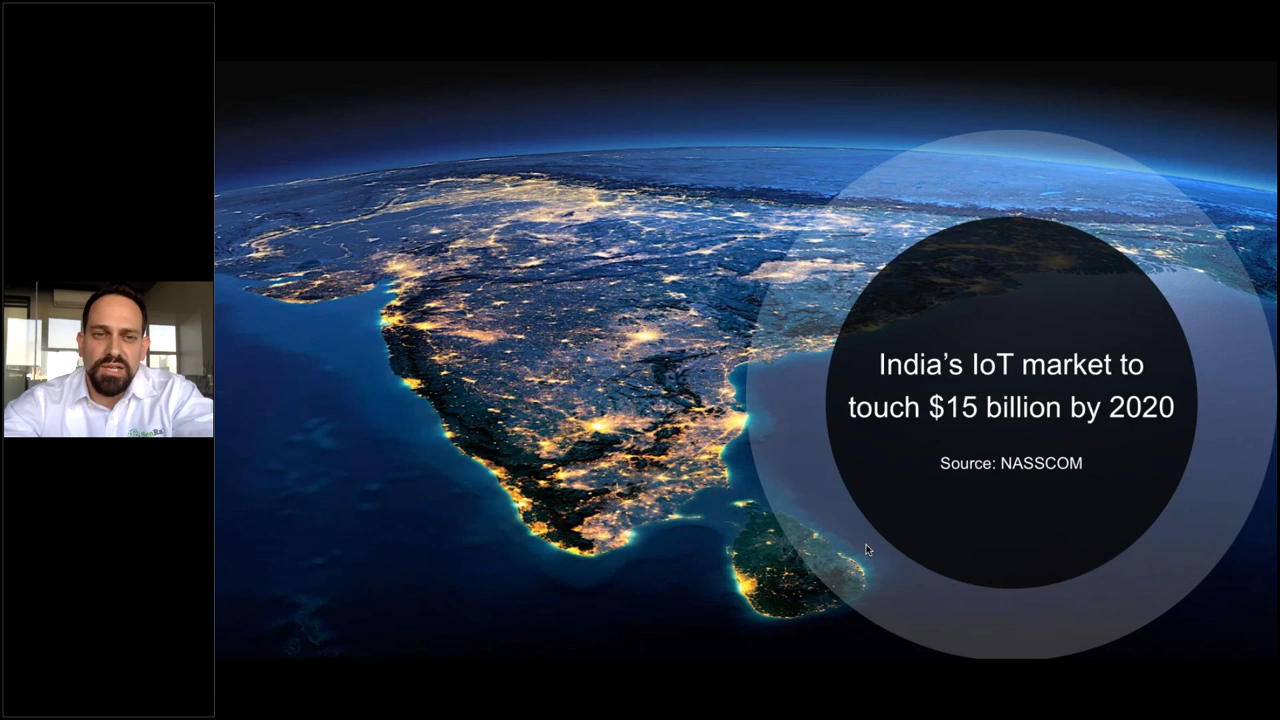 India’s IoT market to
touch $15 billion by 2020
Source: NASSCOM